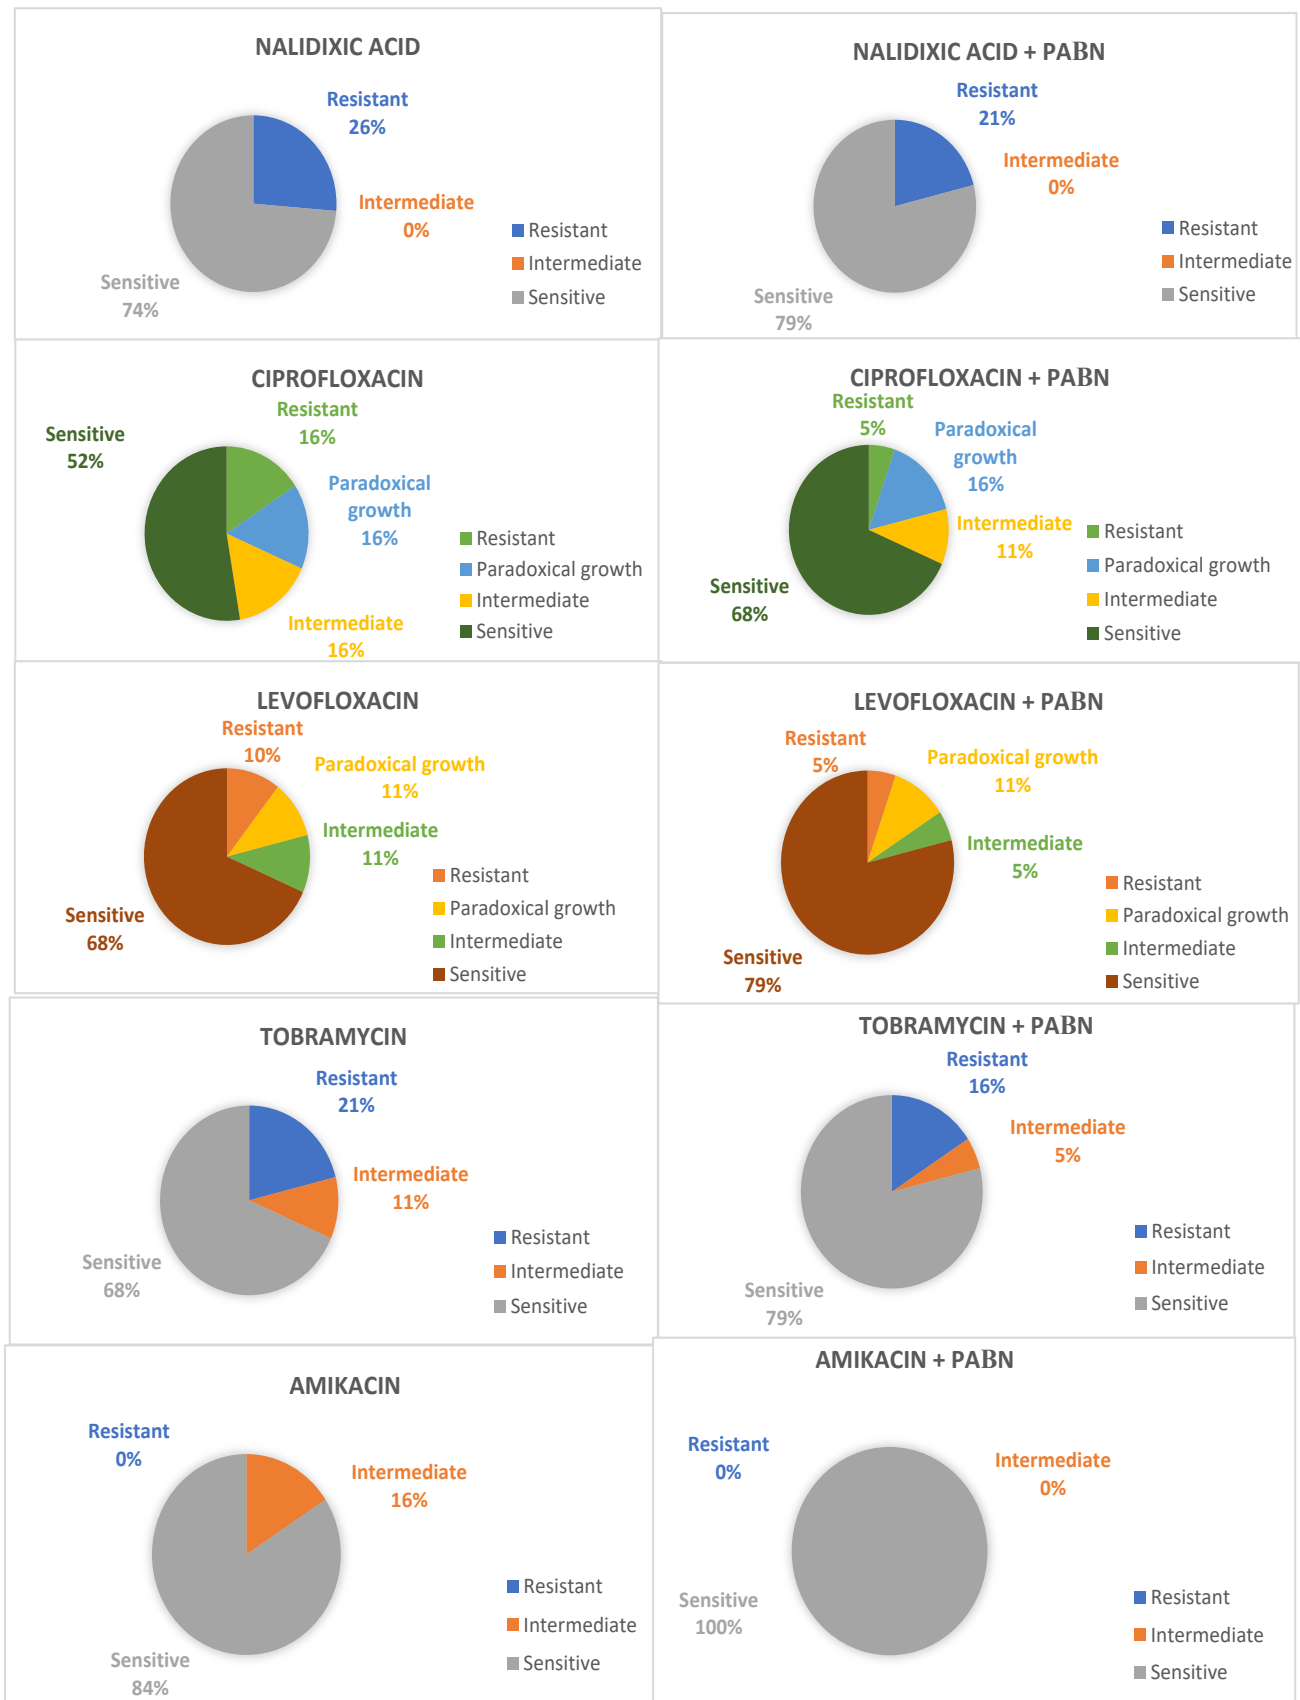 NALIDIXIC ACID
Resistant
26%
Intermediate
0%
Sensitive
74%
Resistant
Intermediate
Sensitive
NALIDIXIC ACID + PABN
Resistant
21%
Intermediate
0%
Sensitive
79%
Resistant
Intermediate
Sensitive
CIPROFLOXACIN
Resistant
16%
Sensitive
52%
Paradoxical
growth
16%
Intermediate
16%
Resistant
Paradoxical growth
Intermediate
Sensitive
CIPROFLOXACIN + PABN
Resistant
5%
Paradoxical
growth
16%
Intermediate
11%
Sensitive
68%
Resistant
Paradoxical growth
Intermediate
Sensitive
LEVOFLOXACIN
Resistant
10%
Paradoxical growth
11%
Intermediate
11%
Sensitive
68%
Resistant
Paradoxical growth
Intermediate
Sensitive
LEVOFLOXACIN + PABN
Resistant
5%
Paradoxical growth
11%
Intermediate
5%
Sensitive
79%
Resistant
Paradoxical growth
Intermediate
Sensitive
TOBRAMYCIN
Resistant
21%
Intermediate
11%
Sensitive
68%
Resistant
Intermediate
Sensitive
TOBRAMYCIN + PABN
Resistant
16%
Intermediate
5%
Sensitive
79%
Resistant
Intermediate
Sensitive
AMIKACIN
Resistant
0%
Intermediate
16%
Sensitive
84%
Resistant
Intermediate
Sensitive
AMIKACIN + PABN
Resistant
0%
Intermediate
0%
Sensitive
100%
Resistant
Intermediate
Sensitive